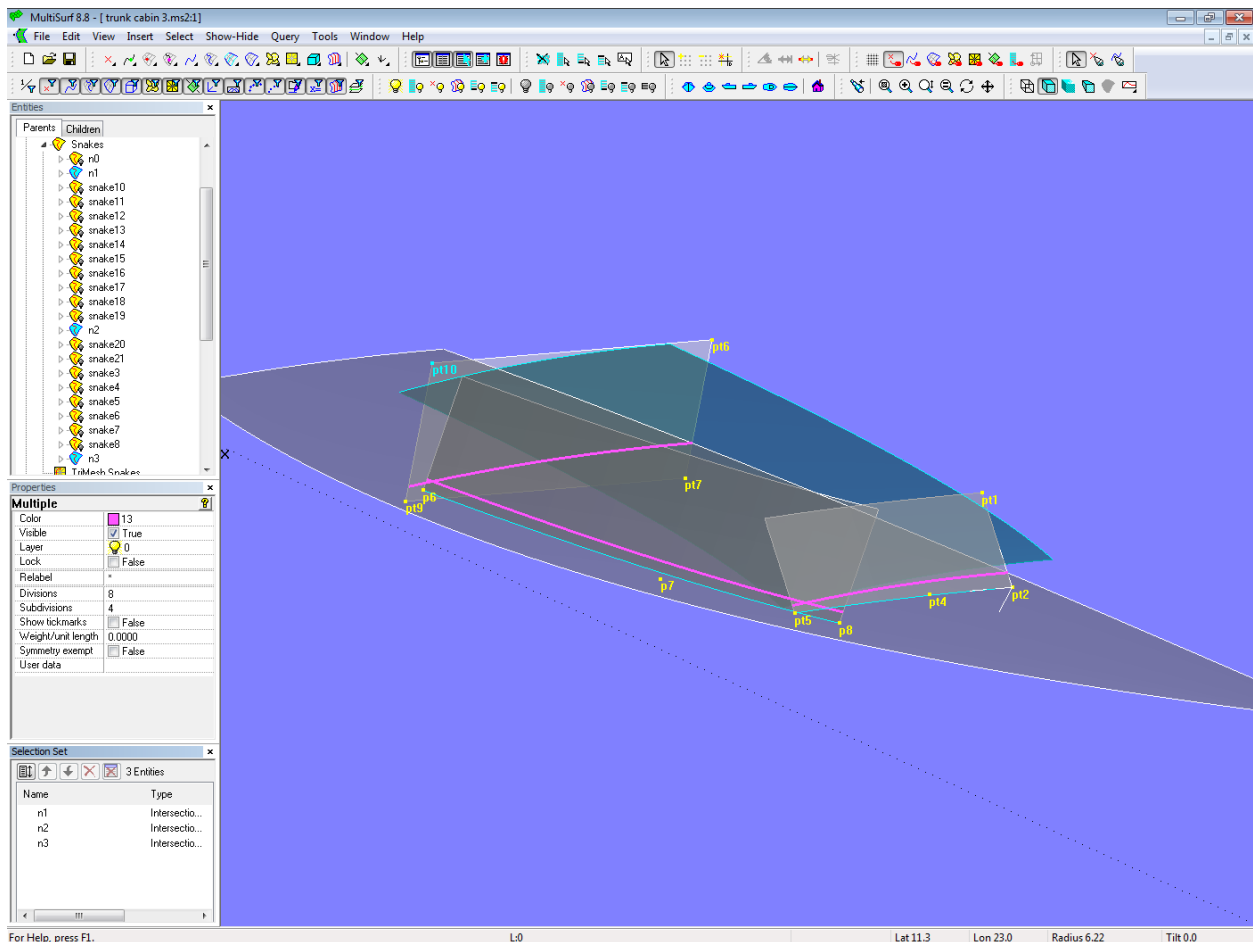 MultiSurf 8.8 - [ trunk cabin 3.ms2:1]
File Edit View Insert Select Show-Hide Query Tools Window Help
Entities
Parents Children
Snakes
n0
n1
snake10
snake11
snake12
snake13
snake14
snake15
snake16
snake17
snake18
snake19
n2
snake20
snake21
snake3
snake4
snake5
snake6
snake7
snake8
n3
TriMesh Snakes
Properties
Multiple
Color 13
Visible True
Layer 0
Lock False
Relabel *
Divisions 8
Subdivisions 4
Show tickmarks False
Weight/unit length 0.0000
Symmetry exempt False
User data
Selection Set
3 Entities
Name Type
n1 Intersectio...
n2 Intersectio...
n3 Intersectio...
pt6
pt10
X
pt7
pt9
p6
pt1
p7
pt4
pt2
pt5
p8
For Help, press F1. L:0 Lat 11.3 Lon 23.0 Radius 6.22 Tilt 0.0